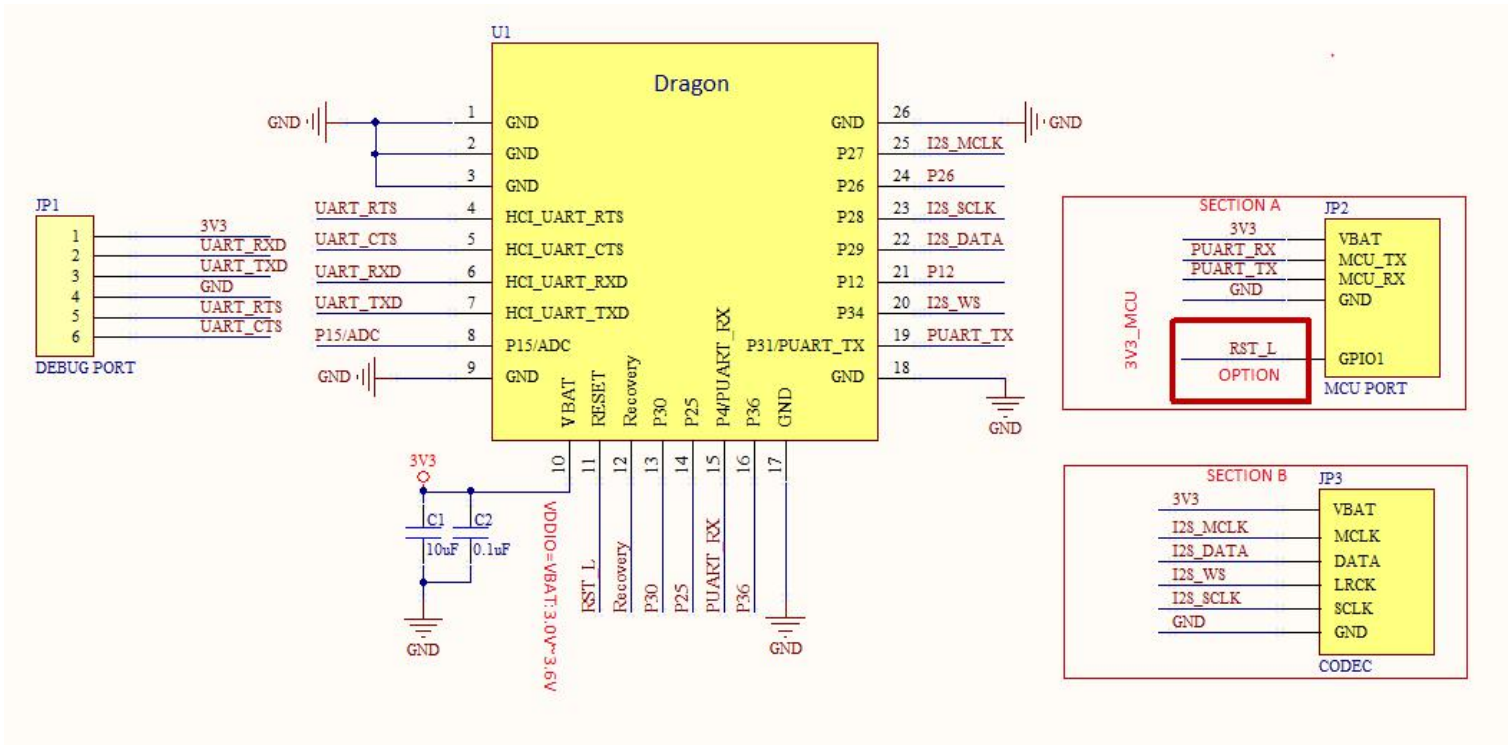 U1
Dragon
GND
1 GND
2 GND
3 GND
UART_RTS 4 HCI_UART_RTS
UART_CTS 5 HCI_UART_CTS
UART_RXD 6 HCI_UART_RXD
UART_TXD 7 HCI_UART_TXD
P15/ADC 8 P15/ADC
GND 9 GND
GND 26 GND
P27 25 I2S_MCLK
P26 24 P26
P28 23 I2S_SCLK
P29 22 I2S_DATA
P12 21 P12
P34 20 I2S_WS
P31/PUART_TX 19 PUART_TX
GND 18
GND
VBAT 10
RESET 11 RST_L
Recovery 12 Recovery
P30 13 P30
P25 14 P25
P4/PUART_RX 15 PUART_RX
P36 16 P36
GND 17
GND
3V3
C1
10uF
C2
0.1uF
GND
VDDIO=VBAT:3.0V~3.6V
JP1
1 3V3
2 UART_RXD
3 UART_TXD
4 GND
5 UART_RTS
6 UART_CTS
DEBUG PORT
SECTION A
JP2
3V3 VBAT
PUART_RX MCU_TX
PUART_TX MCU_RX
GND GND
3V3_MCU
RST_L GPIO1
OPTION
MCU PORT
SECTION B
JP3
3V3 VBAT
I2S_MCLK MCLK
I2S_DATA DATA
I2S_WS LRCK
I2S_SCLK SCLK
GND GND
CODEC